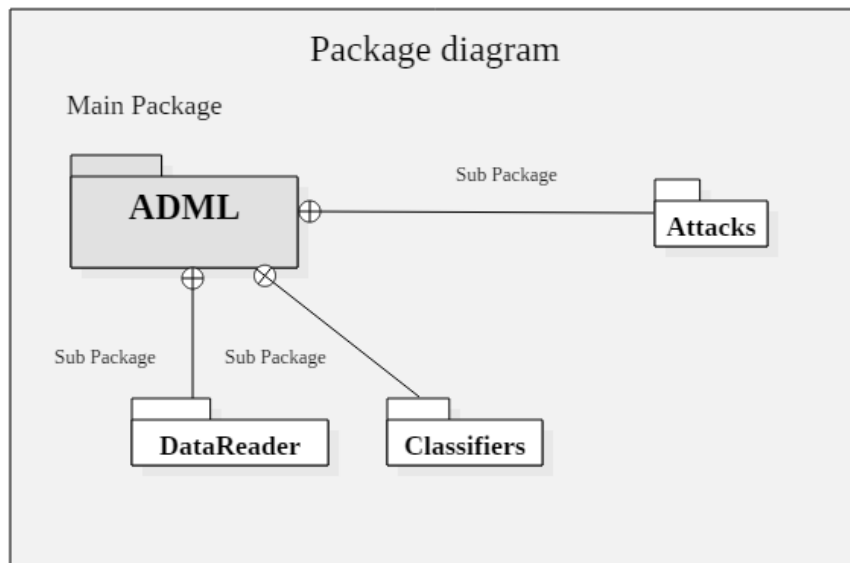 Package diagram
Main Package
ADML
Sub Package
Attacks
Sub Package
Sub Package
DataReader
Classifiers